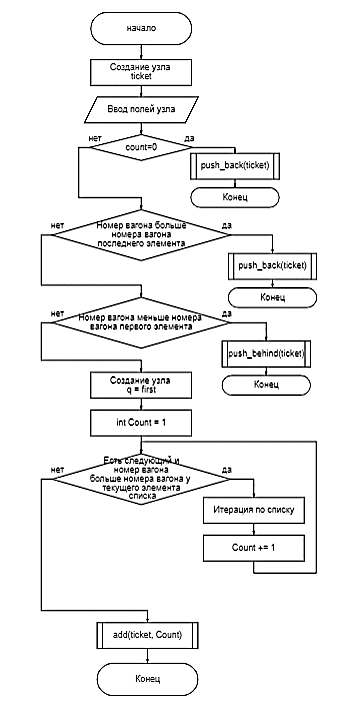 начало
Создание узла
ticket
Ввод полей узла
нет
да
count=0
push_back(ticket)
Конец
нет
да
Номер вагона больше
номера вагона
последнего элемента
push_back(ticket)
Конец
нет
да
Номер вагона меньше номера
вагона первого элемента
push_behind(ticket)
Конец
Создание узла
q = first
int Count = 1
Есть следующий и
номер вагона
больше номера вагона у
текущего элемента
списка
нет
да
Итерация по списку
Count += 1
add(ticket, Count)
Конец